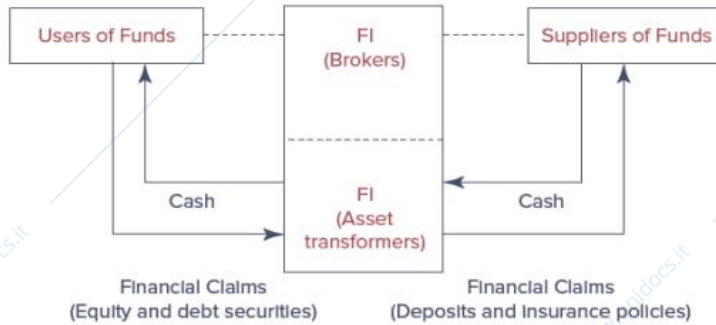 Users of Funds
FI
(Brokers)
Suppliers of Funds
Cash
FI
(Asset
transformers)
Cash
Financial Claims
(Equity and debt securities)
Financial Claims
(Deposits and insurance policies)